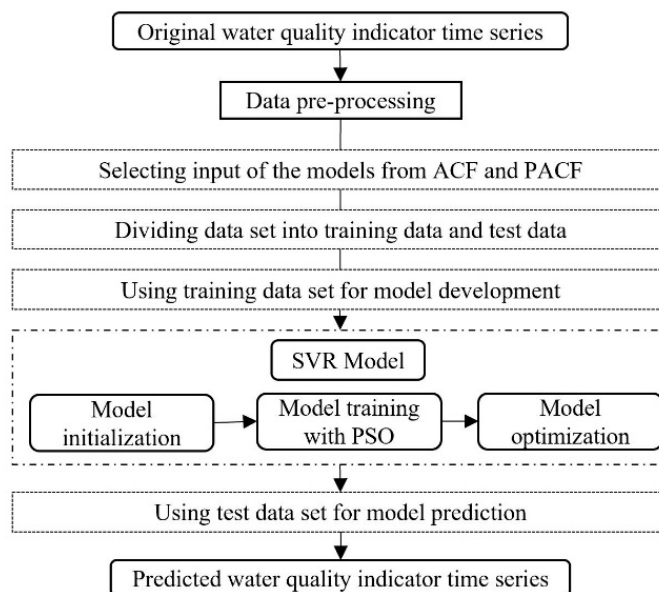 Original water quality indicator time series
Data pre-processing
Selecting input of the models from ACF and PACF
Dividing data set into training data and test data
Using training data set for model development
SVR Model
Model
initialization
Model training
with PSO
Model
optimization
Using test data set for model prediction
Predicted water quality indicator time series